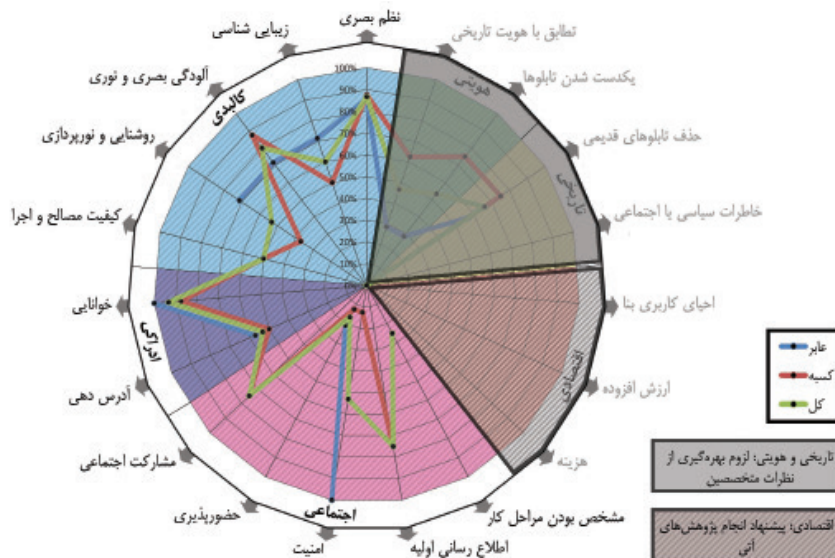 نظم بصری
زیبایی شناسی
آلودگی بصری و نوری
روشنایی و نورپردازی
کیفیت مصالح و اجرا
خوانایی
آدرس دهی
مشارکت اجتماعی
حضورپذیری
امنیت
اطلاع رسانی اولیه
مشخص بودن مراحل کار
هزینه
ارزش افزوده
احیای کاربری بنا
خاطرات سیاسی یا اجتماعی
حذف تابلوهای قدیمی
یکدست شدن تابلوها
تطابق با هویت تاریخی
کالبدی
ادراکی
اجتماعی
اقتصادی
تاریخی
هویتی
100%
90%
80%
70%
60%
50%
40%
30%
20%
10%
0%
عابر
کسبه
کل
تاریخی و هویتی: لزوم بهره‌گیری از
نظرات متخصصین
اقتصادی: پیشنهاد انجام پژوهش‌های
آتی